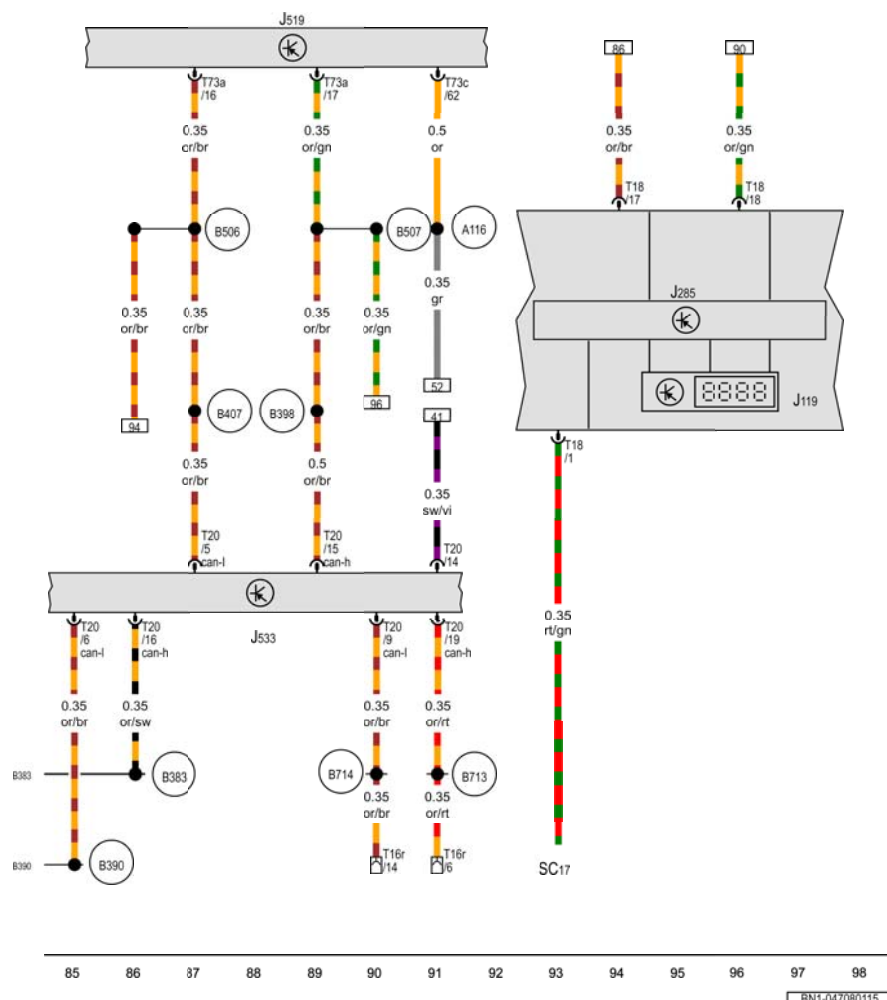 J519
86
90
T73a
/16
T73a
/17
T73c
/62
0.35
cr/br
0.35
or/gn
0.5
or
0.35
or/br
0.35
or/gn
T18
/17
T18
/18
B506
B507
A116
0.35
or/br
0.35
cr/br
0.35
or/br
0.35
or/gn
0.35
gr
J285
8888
J119
52
96
41
94
B407
B398
T18
/1
0.35
or/br
0.5
or/br
0.35
sw/vi
T20
/5
can-l
T20
/15
can-h
T20
/14
J533
T20
/6
can-l
T20
/16
can-h
T20
/9
can-l
T20
/19
can-h
0.35
rt/gn
0.35
or/br
0.35
or/sw
0.35
or/br
0.35
or/rt
B383
B383
B714
B713
0.35
or/br
0.35
or/rt
B390
B390
T16r
/14
T16r
/6
SC17
85 86 87 88 89 90 91 92 93 94 95 96 97 98
BN1-047080115